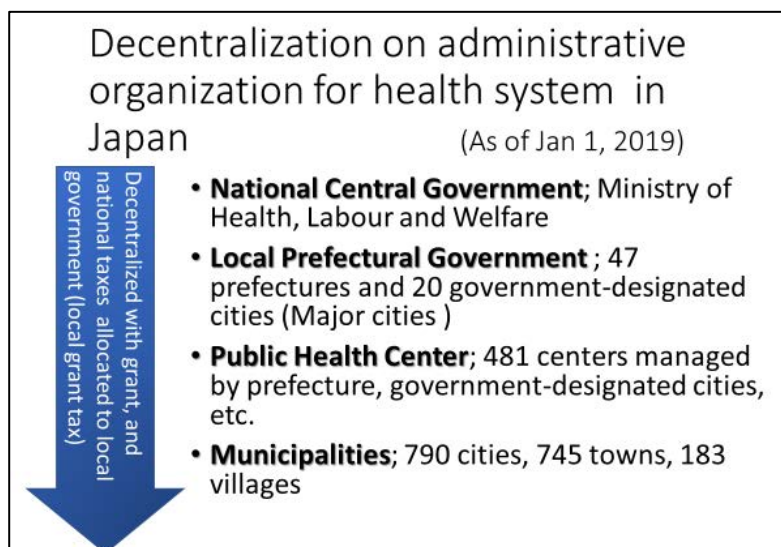 Decentralization on administrative
organization for health system in
Japan (As of Jan 1, 2019)
Decentralized with grant, and
national taxes allocated to local
government (local grant tax)
• National Central Government; Ministry of
Health, Labour and Welfare
• Local Prefectural Government ; 47
prefectures and 20 government-designated
cities (Major cities )
• Public Health Center; 481 centers managed
by prefecture, government-designated cities,
etc.
• Municipalities; 790 cities, 745 towns, 183
villages